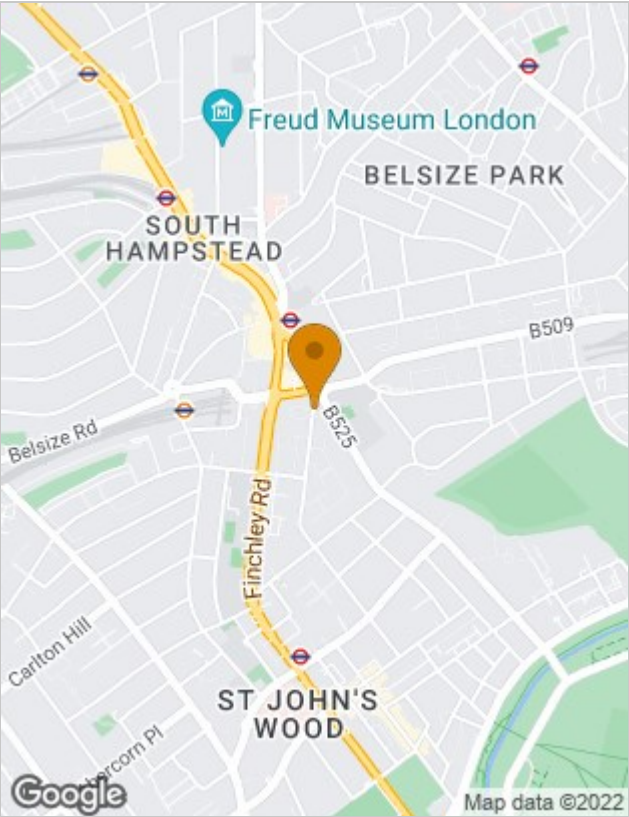 Freud Museum London
BELSIZE PARK
SOUTH
HAMPSTEAD
B509
Belsize Rd
B525
Finchley Rd
Carlton Hill
ST JOHN'S
WOOD
Google
Map data ©2022